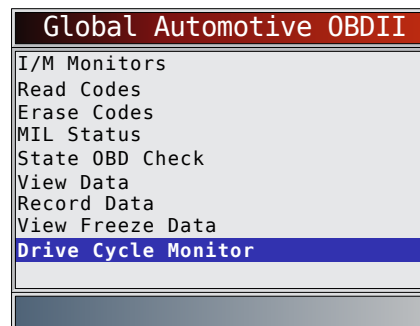 Global Automotive OBDII
I/M Monitors
Read Codes
Erase Codes
MIL Status
State OBD Check
View Data
Record Data
View Freeze Data
Drive Cycle Monitor